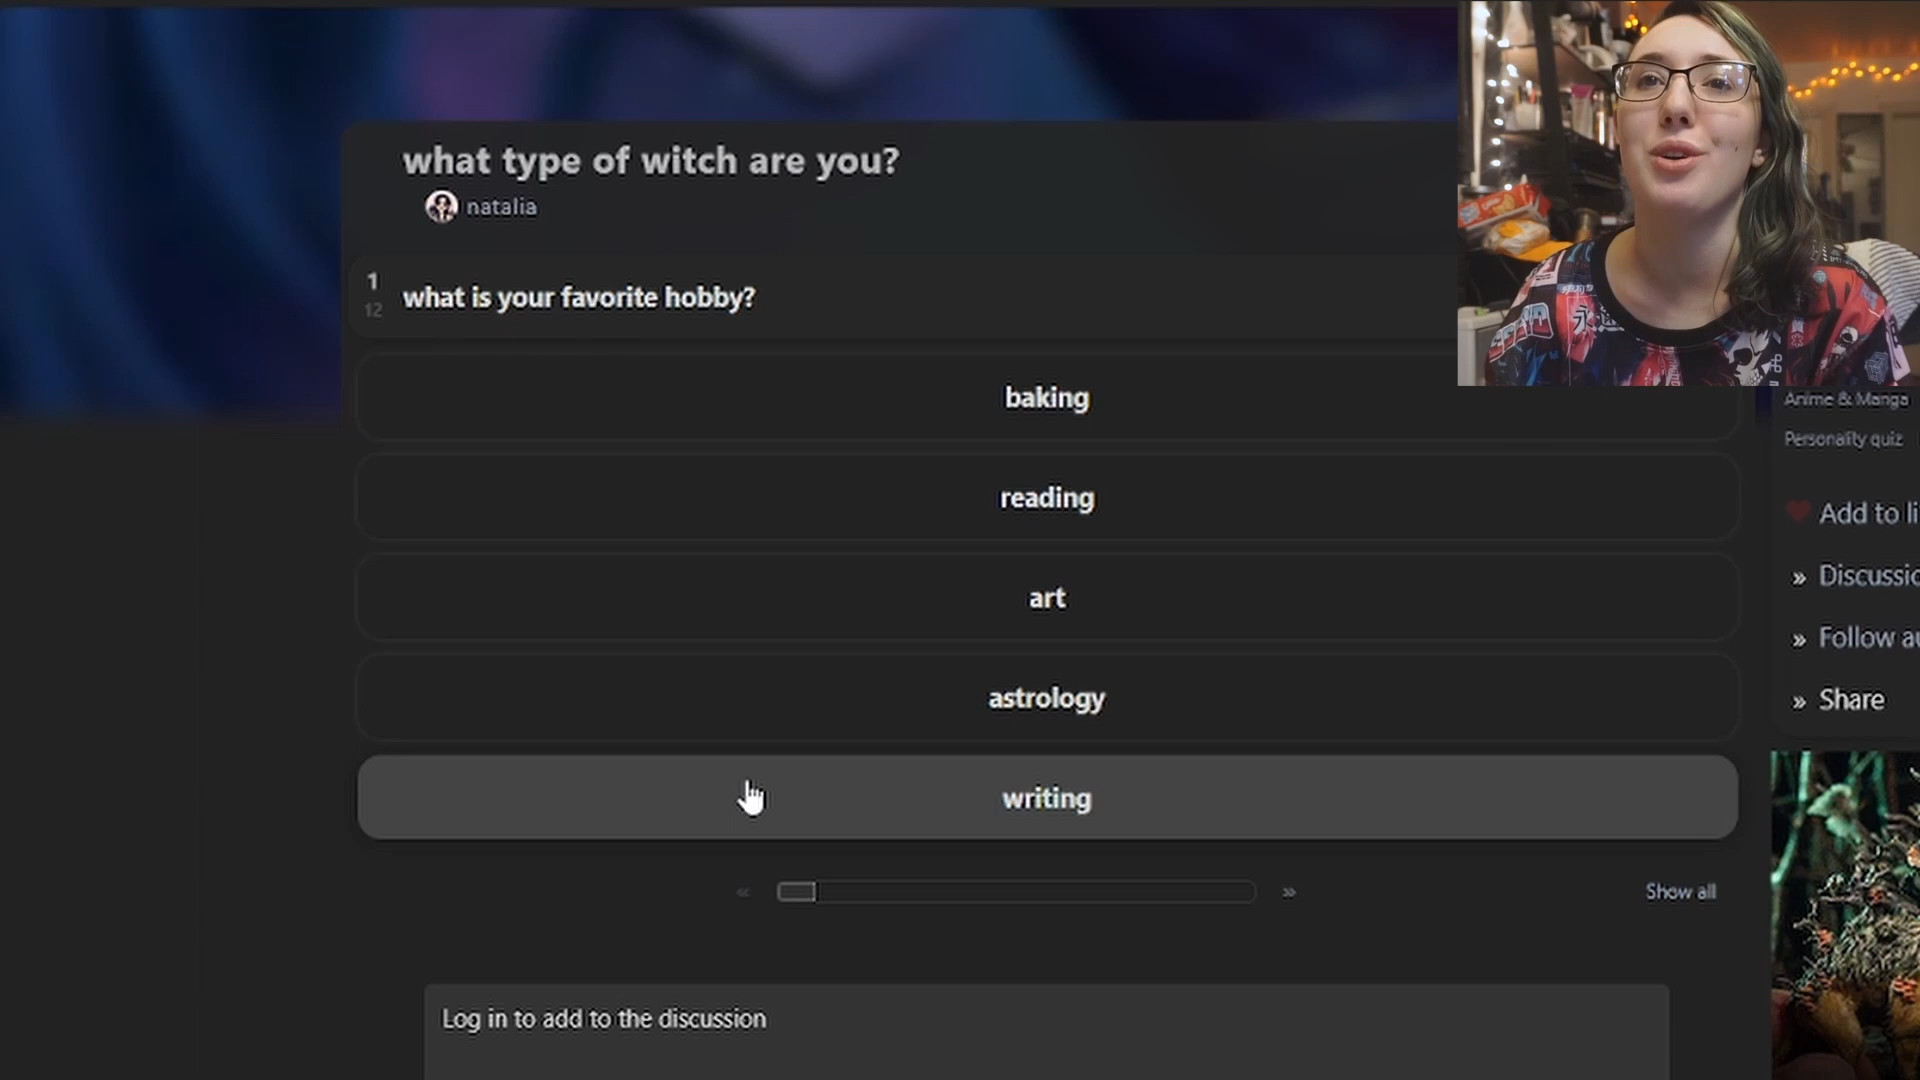 what type of witch are you?
natalia
1
12
what is your favorite hobby?
baking
reading
art
astrology
writing
« »
Show all
Log in to add to the discussion
Anime & Manga
Personality quiz
Add to li
» Discussio
» Follow au
» Share
永